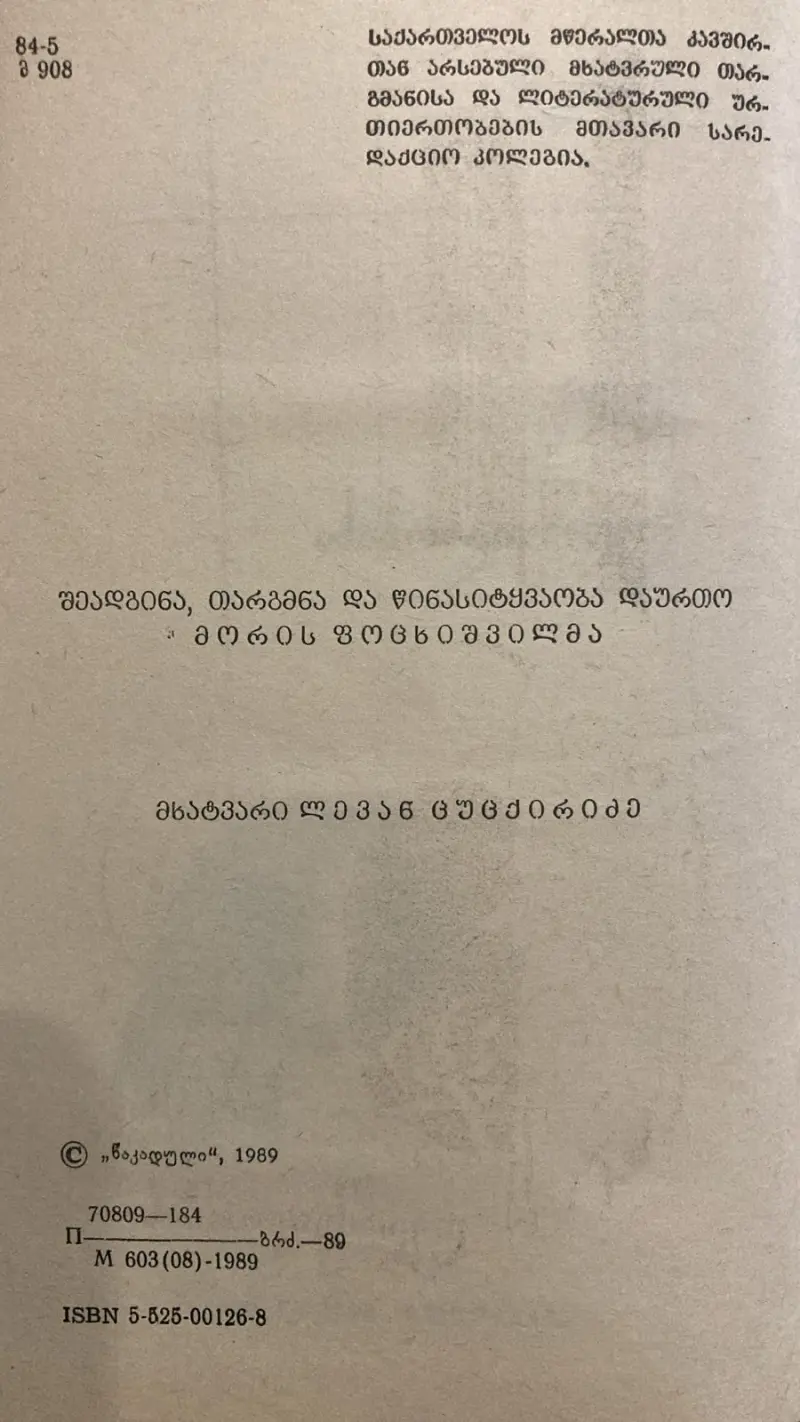 84-5
მ 908
საქართველოს მწერალთა კავშირ-
თან არსებული მხატვრული თარ-
გმანისა და ლიტერატურული ურ-
თიერთობების მთავარი სარე-
დაქციო კოლეგია.
შეადგინა, თარგმნა და წინასიტყვაობა დაურთო
მორის ფოცხიშვილმა
მხატვარი ლევან ცუცქირიძე
© „ნაკადული“, 1989
70809—184
П—————————ბრძ.—89
М 603(08)-1989
ISBN 5-525-00126-8